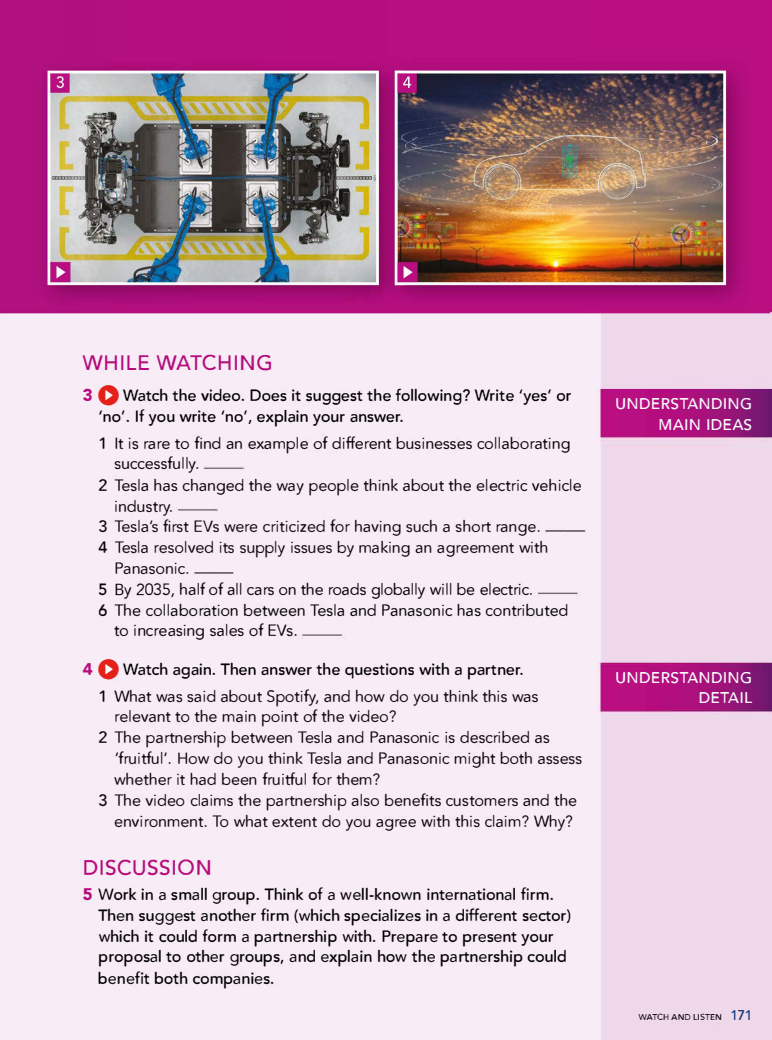 3
4
WHILE WATCHING
3 Watch the video. Does it suggest the following? Write ‘yes’ or
‘no’. If you write ‘no’, explain your answer.
1 It is rare to find an example of different businesses collaborating
successfully. _____
2 Tesla has changed the way people think about the electric vehicle
industry. _____
3 Tesla’s first EVs were criticized for having such a short range. _____
4 Tesla resolved its supply issues by making an agreement with
Panasonic. _____
5 By 2035, half of all cars on the roads globally will be electric. _____
6 The collaboration between Tesla and Panasonic has contributed
to increasing sales of EVs. _____
UNDERSTANDING
MAIN IDEAS
4 Watch again. Then answer the questions with a partner.
1 What was said about Spotify, and how do you think this was
relevant to the main point of the video?
2 The partnership between Tesla and Panasonic is described as
‘fruitful’. How do you think Tesla and Panasonic might both assess
whether it had been fruitful for them?
3 The video claims the partnership also benefits customers and the
environment. To what extent do you agree with this claim? Why?
UNDERSTANDING
DETAIL
DISCUSSION
5 Work in a small group. Think of a well-known international firm.
Then suggest another firm (which specializes in a different sector)
which it could form a partnership with. Prepare to present your
proposal to other groups, and explain how the partnership could
benefit both companies.
WATCH AND LISTEN 171